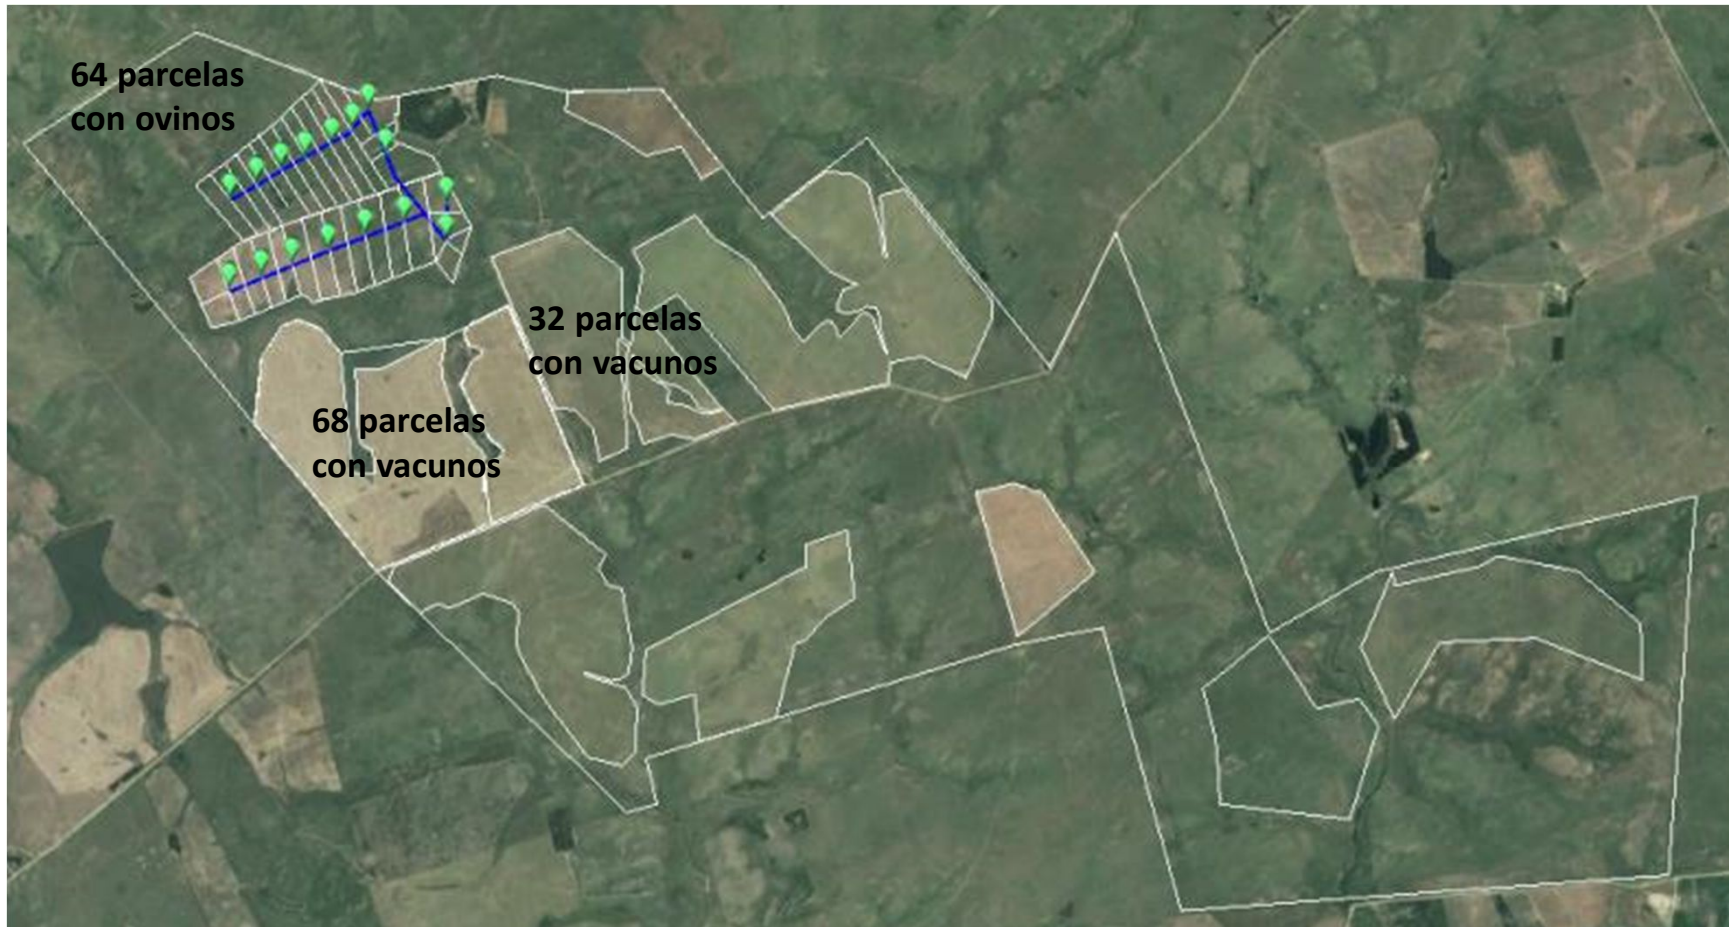 64 parcelas
con ovinos
32 parcelas
con vacunos
68 parcelas
con vacunos